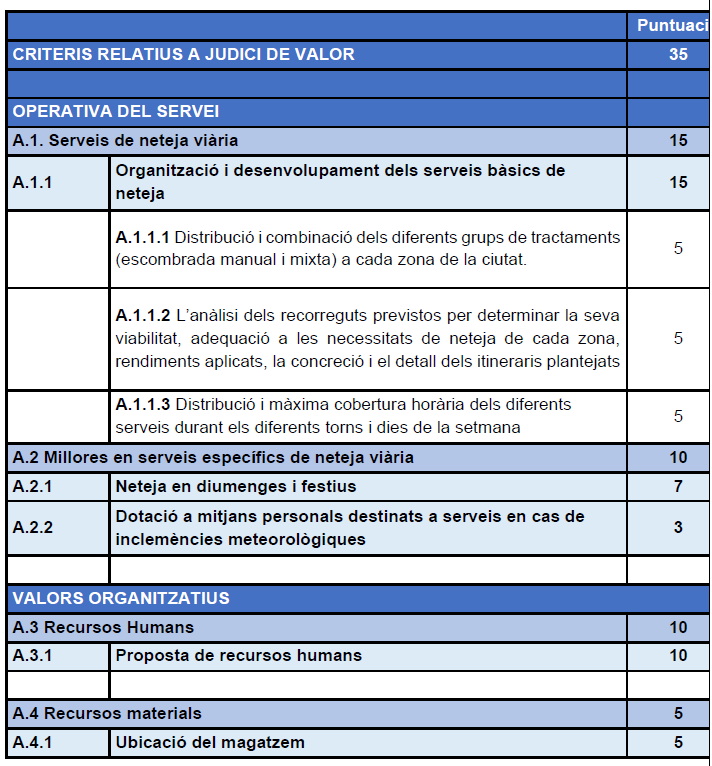 Puntuaci
CRITERIS RELATIUS A JUDICI DE VALOR 35
OPERATIVA DEL SERVEI
A.1. Serveis de neteja viària 15
A.1.1 Organització i desenvolupament dels serveis bàsics de
neteja 15
A.1.1.1 Distribució i combinació dels diferents grups de tractaments
(escombrada manual i mixta) a cada zona de la ciutat. 5
A.1.1.2 L’anàlisi dels recorreguts previstos per determinar la seva
viabilitat, adequació a les necessitats de neteja de cada zona, 5
rendiments aplicats, la concreció i el detall dels itineraris plantejats
A.1.1.3 Distribució i màxima cobertura horària dels diferents
serveis durant els diferents torns i dies de la setmana 5
A.2 Millores en serveis específics de neteja viària 10
A.2.1 Neteja en diumenges i festius 7
A.2.2 Dotació a mitjans personals destinats a serveis en cas de
inclemències meteorològiques 3
VALORS ORGANITZATIUS
A.3 Recursos Humans 10
A.3.1 Proposta de recursos humans 10
A.4 Recursos materials 5
A.4.1 Ubicació del magatzem 5